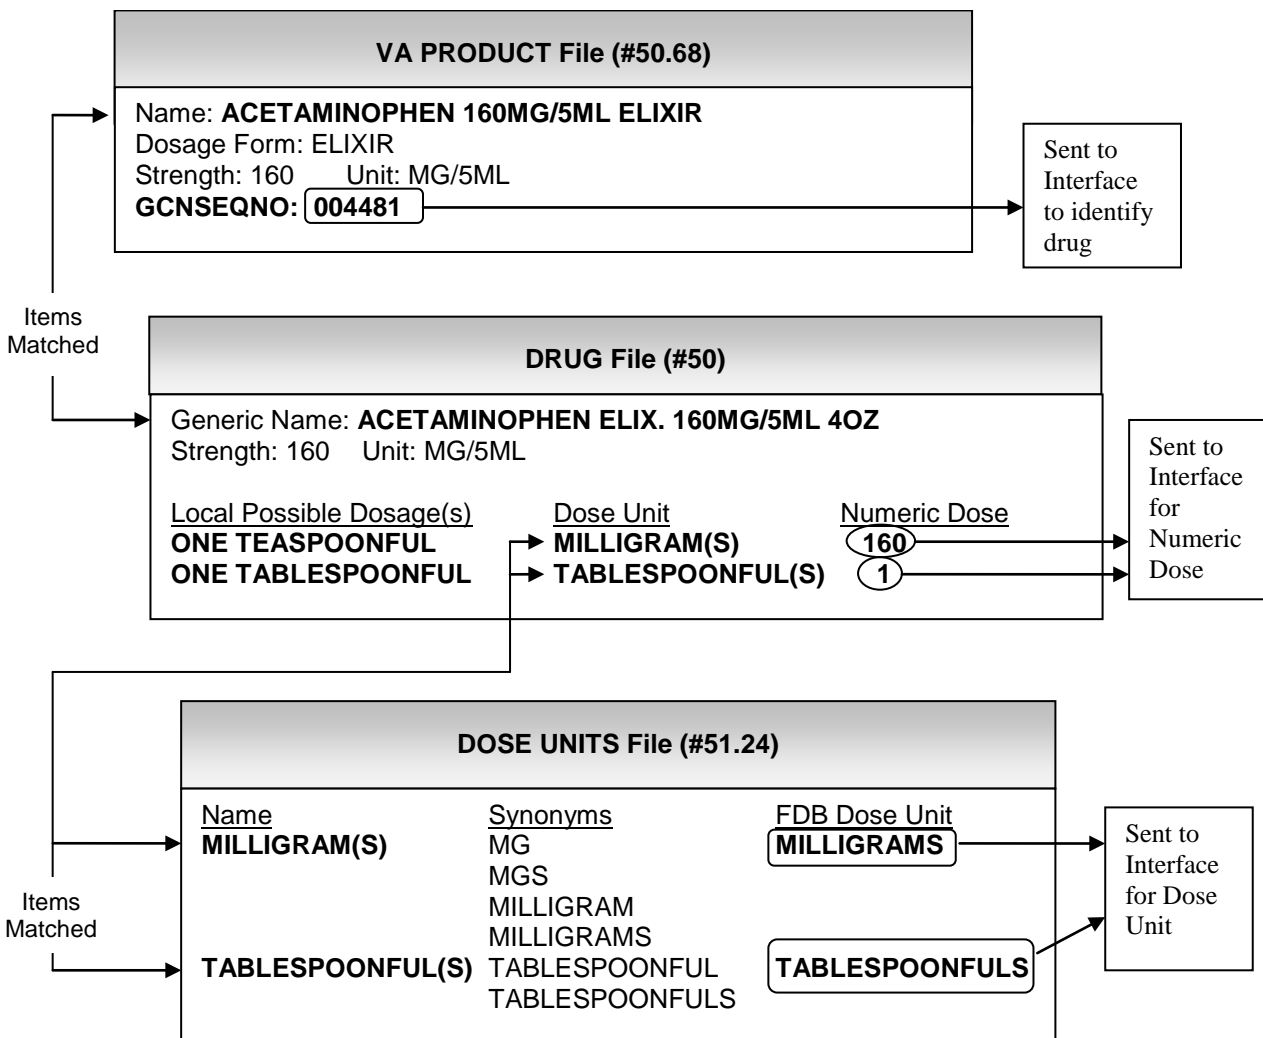 VA PRODUCT File (#50.68)
Name: ACETAMINOPHEN 160MG/5ML ELIXIR
Dosage Form: ELIXIR
Strength: 160 Unit: MG/5ML
GCNSEQNO: 004481
Sent to
Interface
to identify
drug
Items
Matched
DRUG File (#50)
Generic Name: ACETAMINOPHEN ELIX. 160MG/5ML 4OZ
Strength: 160 Unit: MG/5ML
Local Possible Dosage(s) Dose Unit Numeric Dose
ONE TEASPOONFUL MILLIGRAM(S) 160
ONE TABLESPOONFUL TABLESPOONFUL(S) 1
Sent to
Interface
for
Numeric
Dose
DOSE UNITS File (#51.24)
Name Synonyms FDB Dose Unit
MILLIGRAM(S) MG MILLIGRAMS
MGS
MILLIGRAM
MILLIGRAMS
TABLESPOONFUL(S) TABLESPOONFUL TABLESPOONFULS
TABLESPOONFULS
Sent to
Interface
for Dose
Unit
Items
Matched